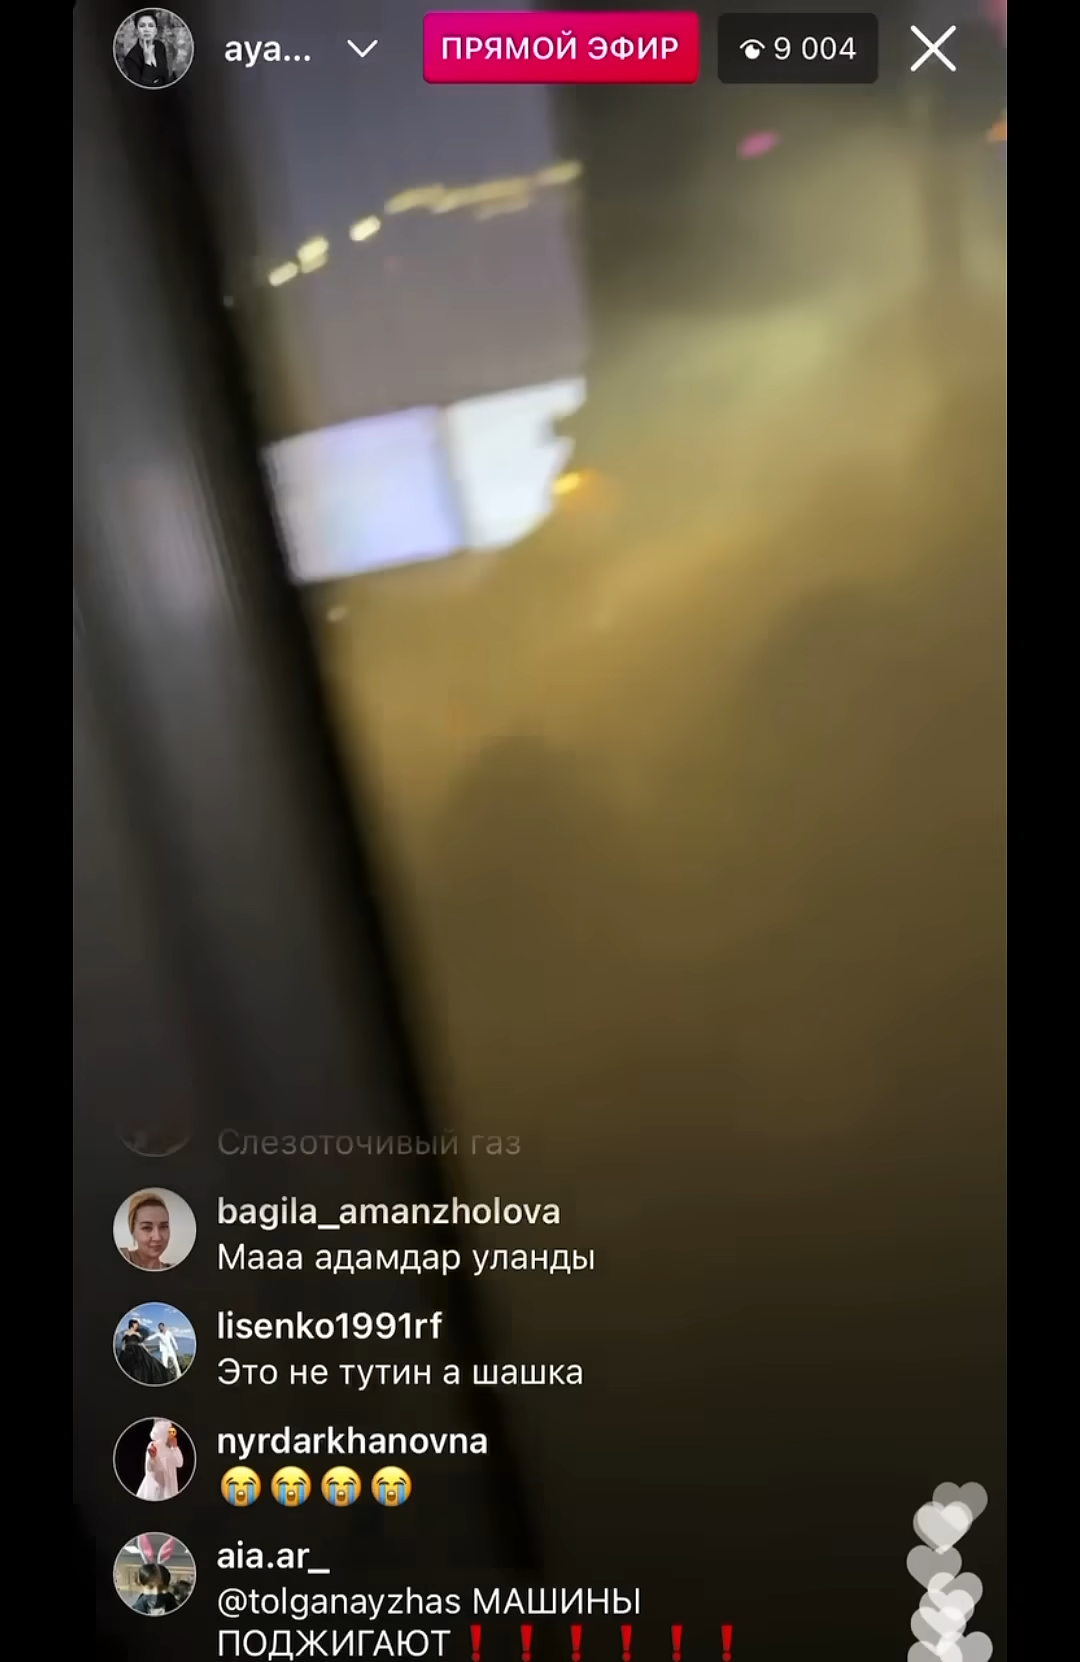 aya...
ПРЯМОЙ ЭФИР
9 004
Слезоточивый газ
bagila_amanzholova
Мааа адамдар уланды
lisenko1991rf
Это не тутин а шашка
nyrdarkhanovna
😭😭😭😭
aia.ar_
@tolganayzhas МАШИНЫ
ПОДЖИГАЮТ❗❗❗❗❗❗